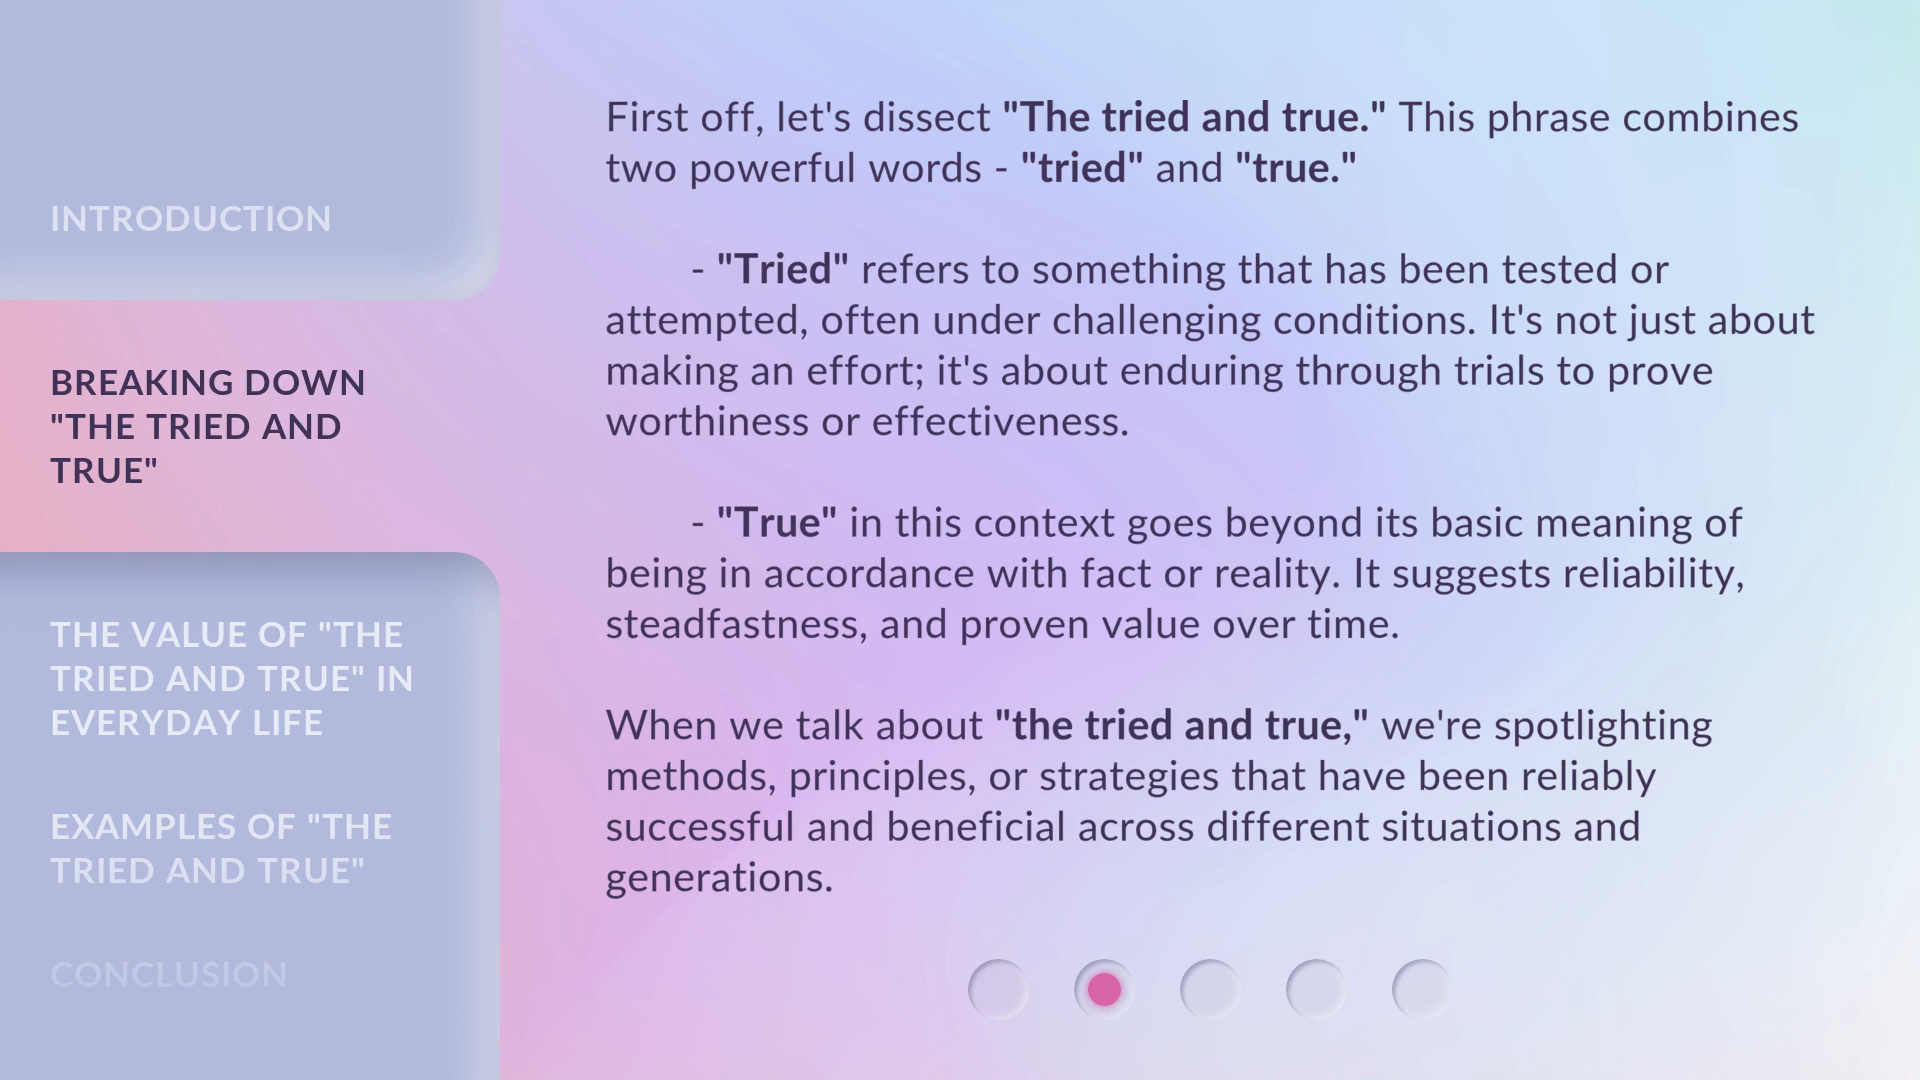 INTRODUCTION
BREAKING DOWN
"THE TRIED AND
TRUE"
THE VALUE OF "THE
TRIED AND TRUE" IN
EVERYDAY LIFE
EXAMPLES OF "THE
TRIED AND TRUE"
CONCLUSION
First off, let's dissect "The tried and true." This phrase combines
two powerful words - "tried" and "true."
- "Tried" refers to something that has been tested or
attempted, often under challenging conditions. It's not just about
making an effort; it's about enduring through trials to prove
worthiness or effectiveness.
- "True" in this context goes beyond its basic meaning of
being in accordance with fact or reality. It suggests reliability,
steadfastness, and proven value over time.
When we talk about "the tried and true," we're spotlighting
methods, principles, or strategies that have been reliably
successful and beneficial across different situations and
generations.